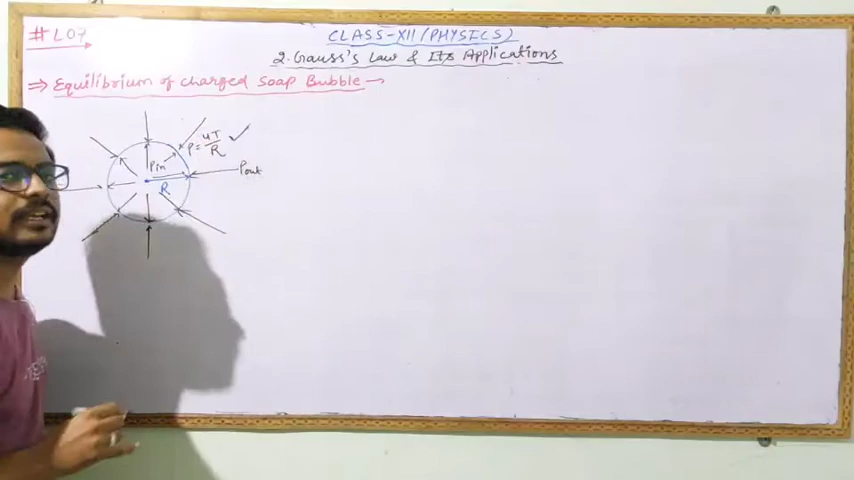 #L07
CLASS-XII (PHYSICS)
2. Gauss's Law & Its Applications
⇒ Equilibrium of charged Soap Bubble →
P = 4T/R ✓
Pin
Pout
R